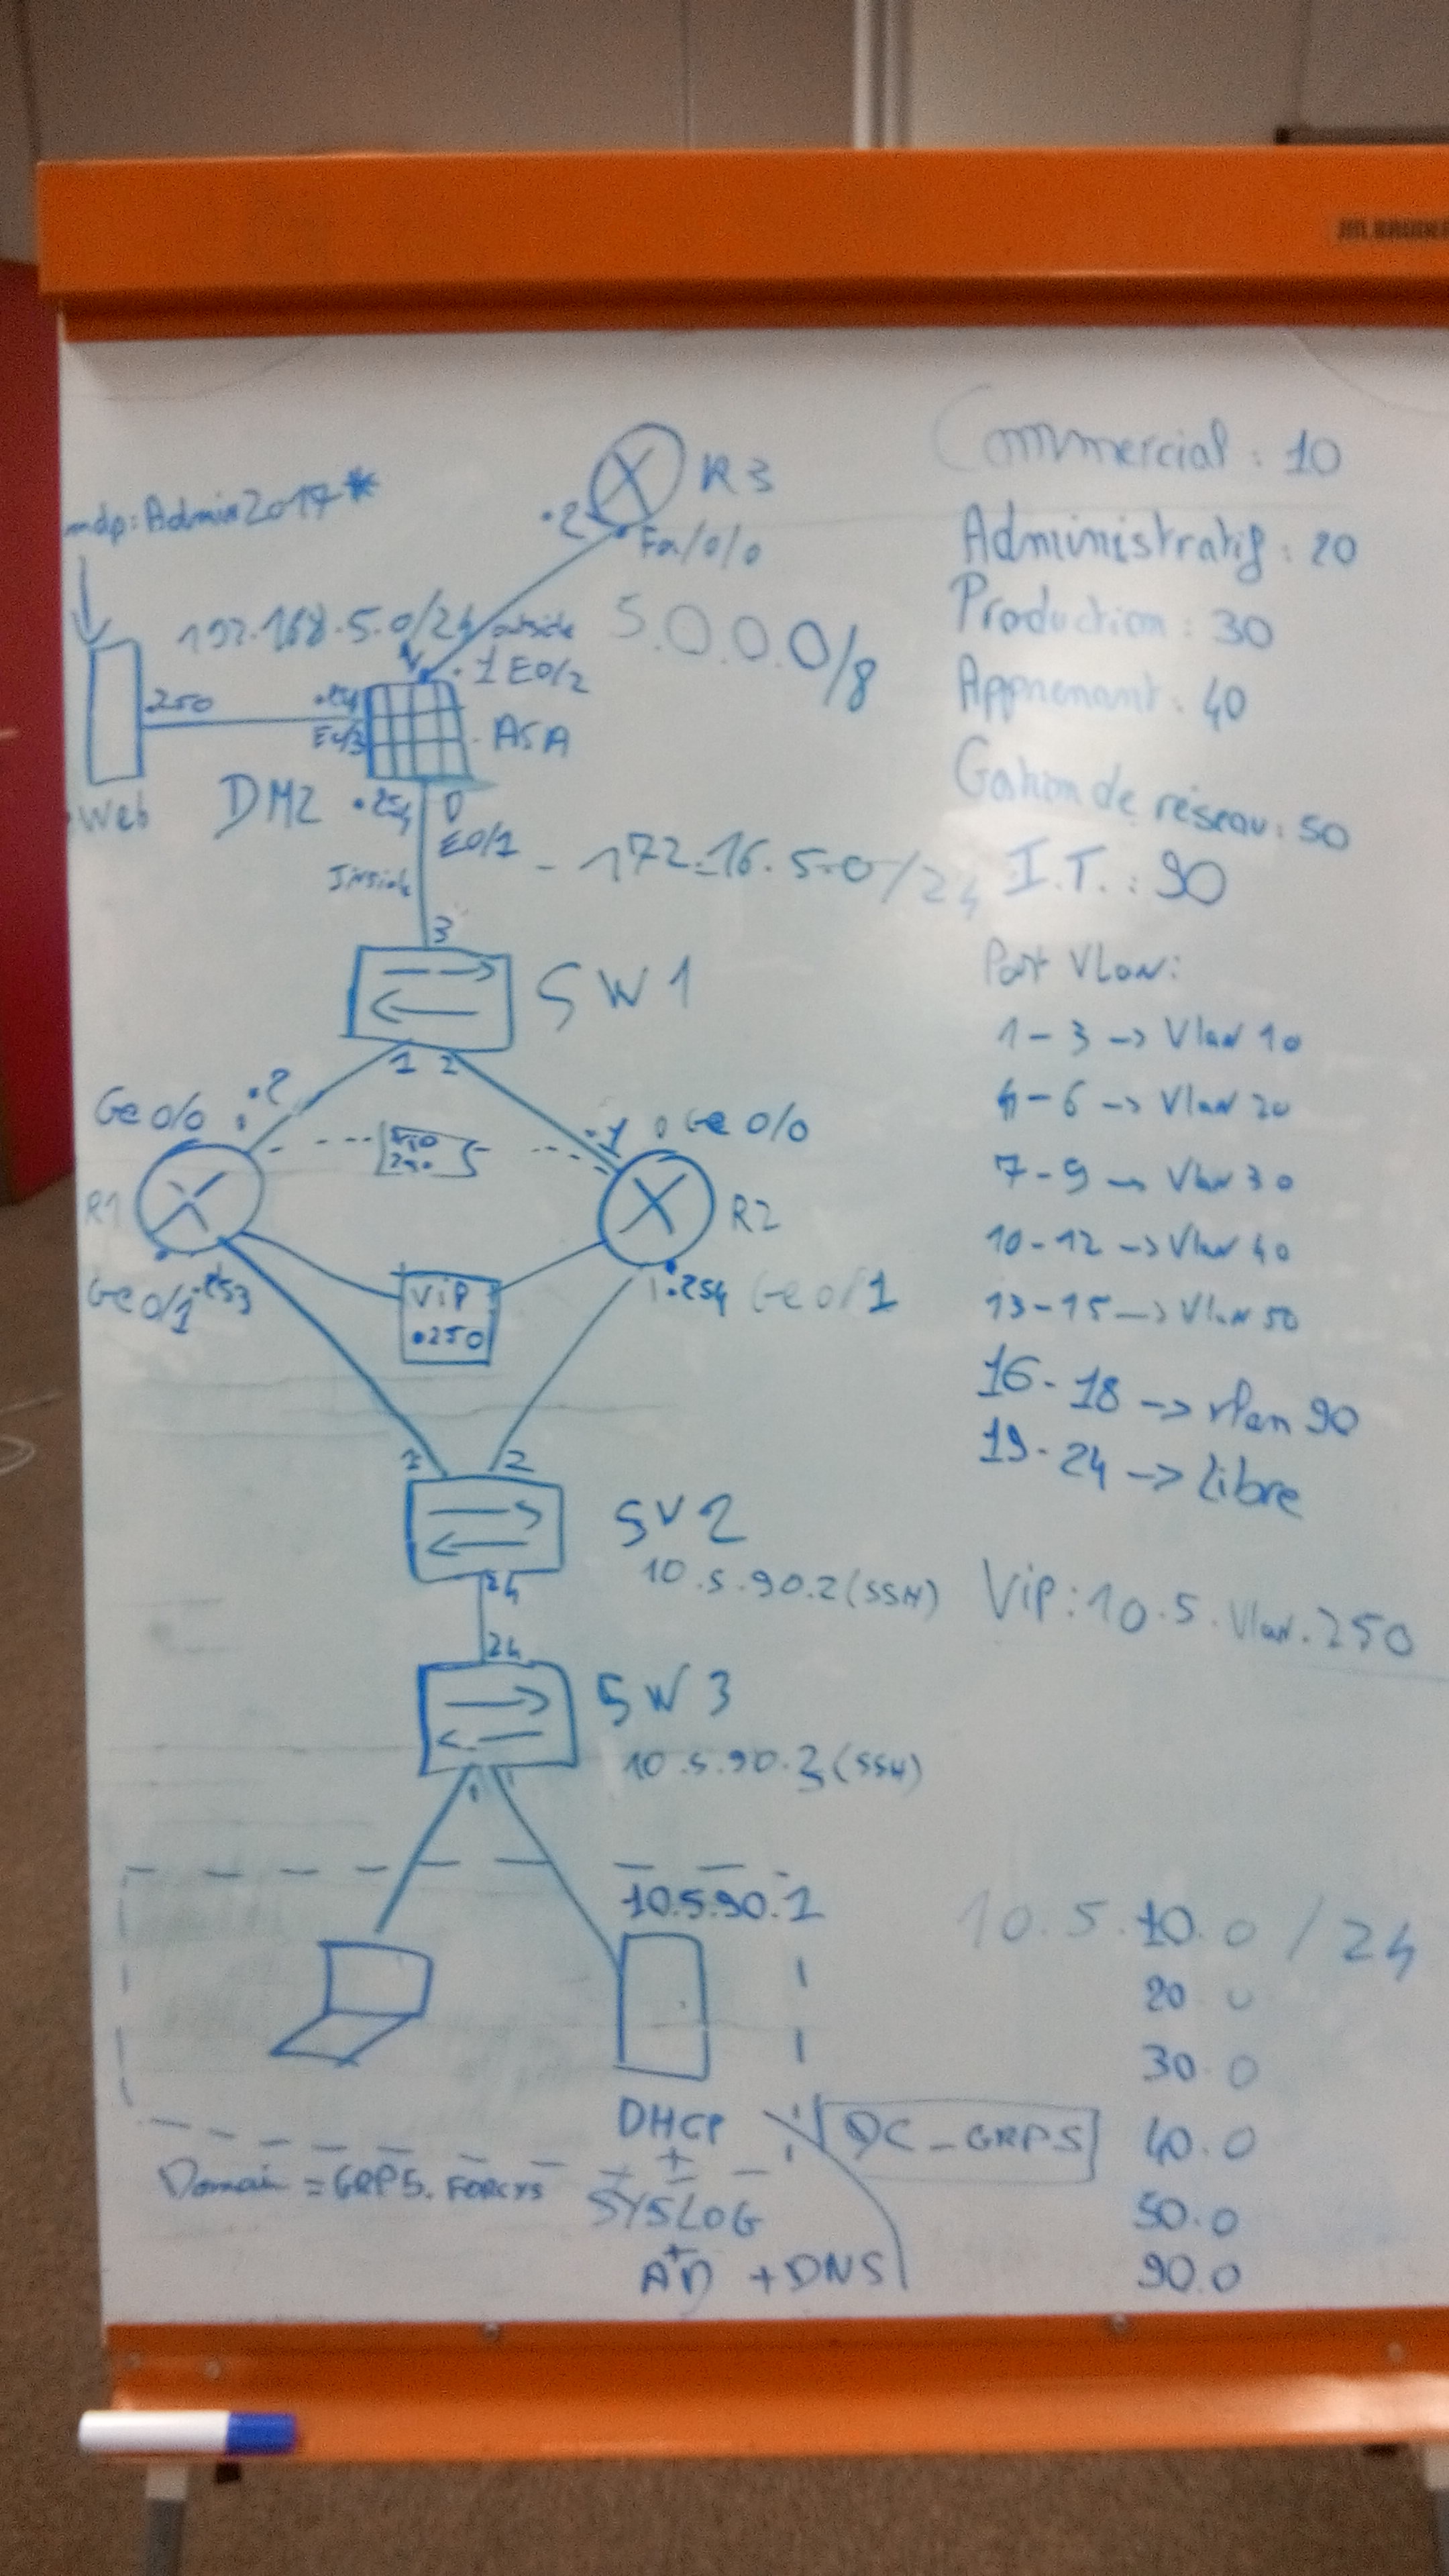 R3
.2
Fa/0/0
mdp: Admin2017*
192.168.5.0/24
outside
5.0.0.0/8
.1 E0/2
.250
.254
E0/3
ASA
Web
DMZ
.254
E0/1
Inside
- 172.16.5.0/24
3
SW1
1 2
Ge 0/0
.2
.1
Ge 0/0
R1
R2
Ge 0/1
.253
ViP
.250
.254
Ge 0/1
1
2
SW2
10.5.90.2 (SSH)
24
24
SW3
10.5.90.3 (SSH)
10.5.90.1
DHCP
+
SYSLOG
+
AD + DNS
DC_GRP5
Domain = GRP5.FORCYS
Commercial : 10
Administratif : 20
Production : 30
Apprenant : 40
Gestion de réseau : 50
I.T. : 90
Port Vlan :
1 - 3 -> Vlan 10
4 - 6 -> Vlan 20
7 - 9 -> Vlan 30
10 - 12 -> Vlan 40
13 - 15 -> Vlan 50
16 - 18 -> vlan 90
19 - 24 -> Libre
ViP : 10.5.Vlan.250
10.5.10.0 / 24
20.0
30.0
40.0
50.0
90.0